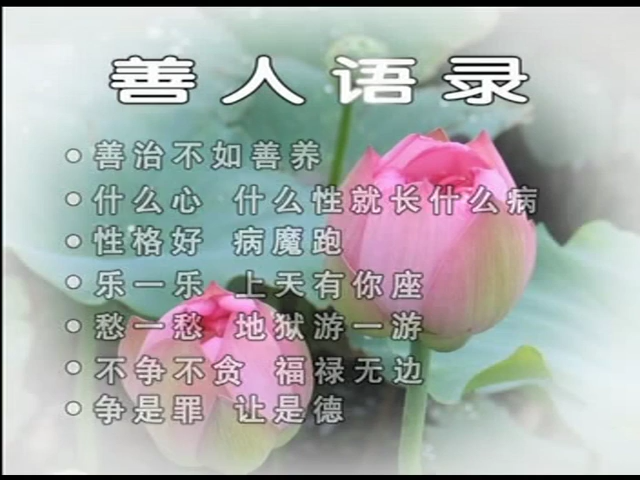 善人语录
• 善治不如善养
• 什么心 什么性就长什么病
• 性格好 病魔跑
• 乐一乐 上天有你座
• 愁一愁 地狱游一游
• 不争不贪 福禄无边
• 争是罪 让是德